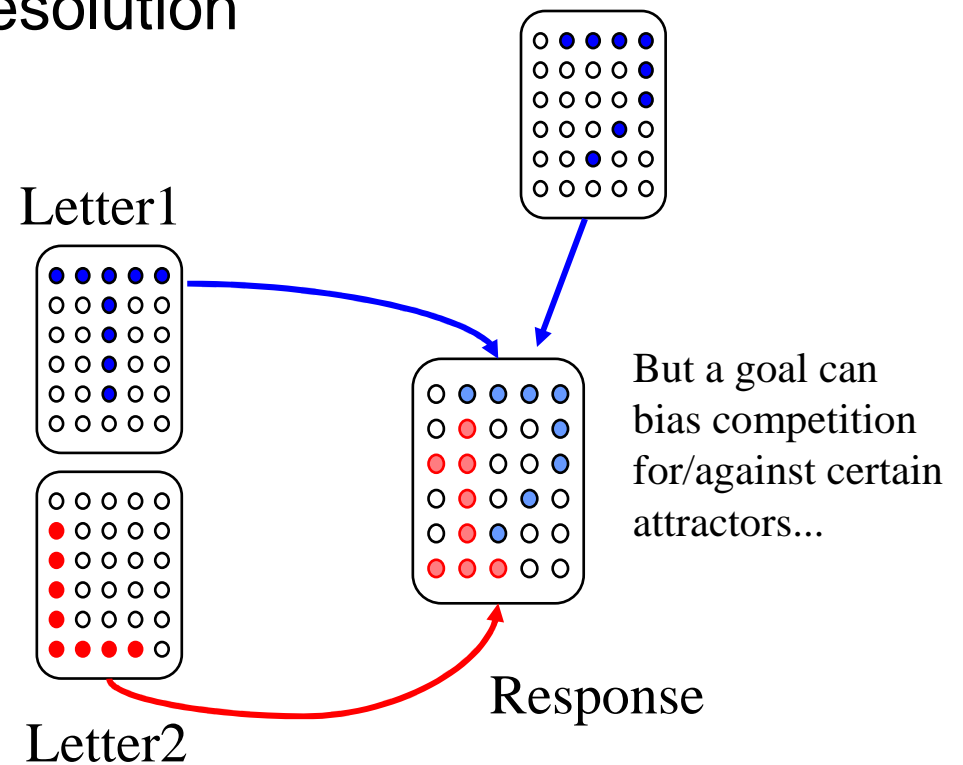 esolution
Letter1
But a goal can
bias competition
for/against certain
attractors...
Response
Letter2